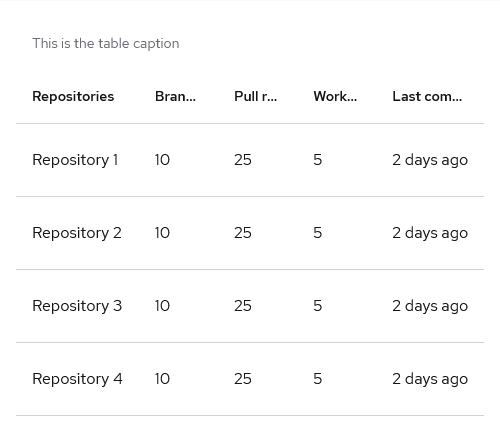 This is the table caption
Repositories Bran... Pull r... Work... Last com...
Repository 1 10 25 5 2 days ago
Repository 2 10 25 5 2 days ago
Repository 3 10 25 5 2 days ago
Repository 4 10 25 5 2 days ago